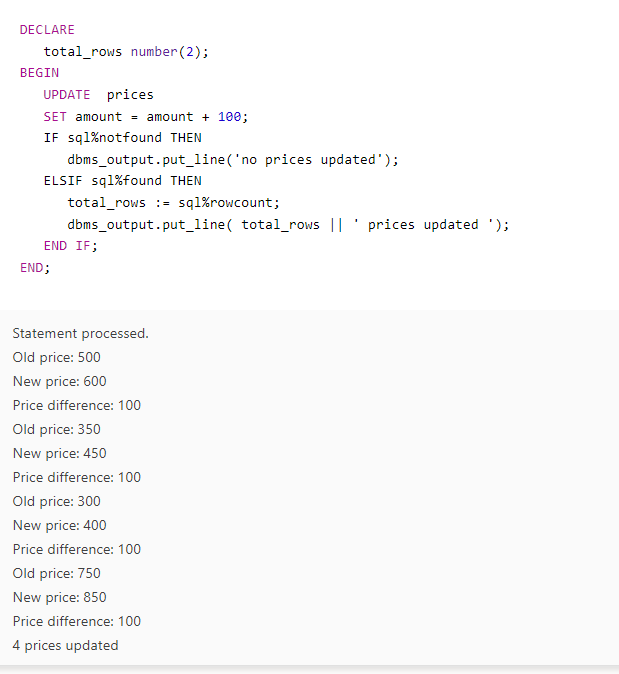 DECLARE
total_rows number(2);
BEGIN
UPDATE  prices
SET amount = amount + 100;
IF sql%notfound THEN
dbms_output.put_line('no prices updated');
ELSIF sql%found THEN
total_rows := sql%rowcount;
dbms_output.put_line( total_rows || ' prices updated ');
END IF;
END;
Statement processed.
Old price: 500
New price: 600
Price difference: 100
Old price: 350
New price: 450
Price difference: 100
Old price: 300
New price: 400
Price difference: 100
Old price: 750
New price: 850
Price difference: 100
4 prices updated